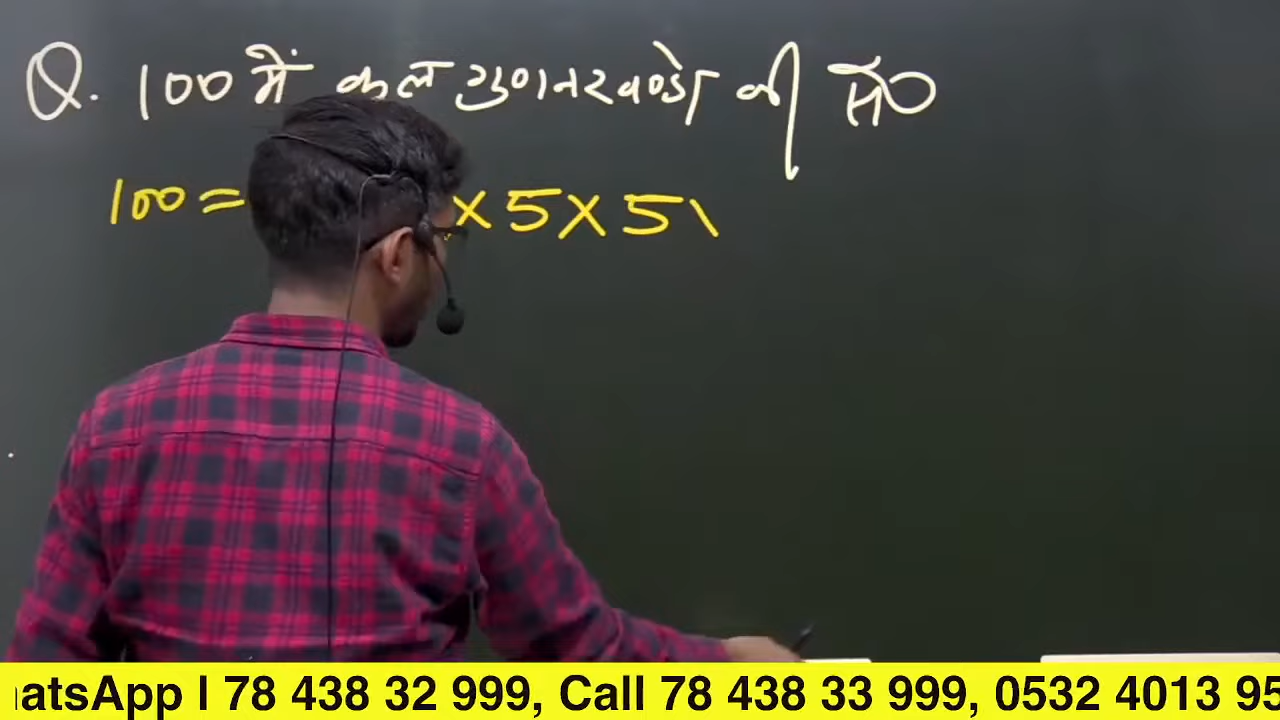 Q. 100 में कुल गुणनखण्डो की सं०
100 = × 5 × 5 \
atsApp l 78 438 32 999, Call 78 438 33 999, 0532 4013 95